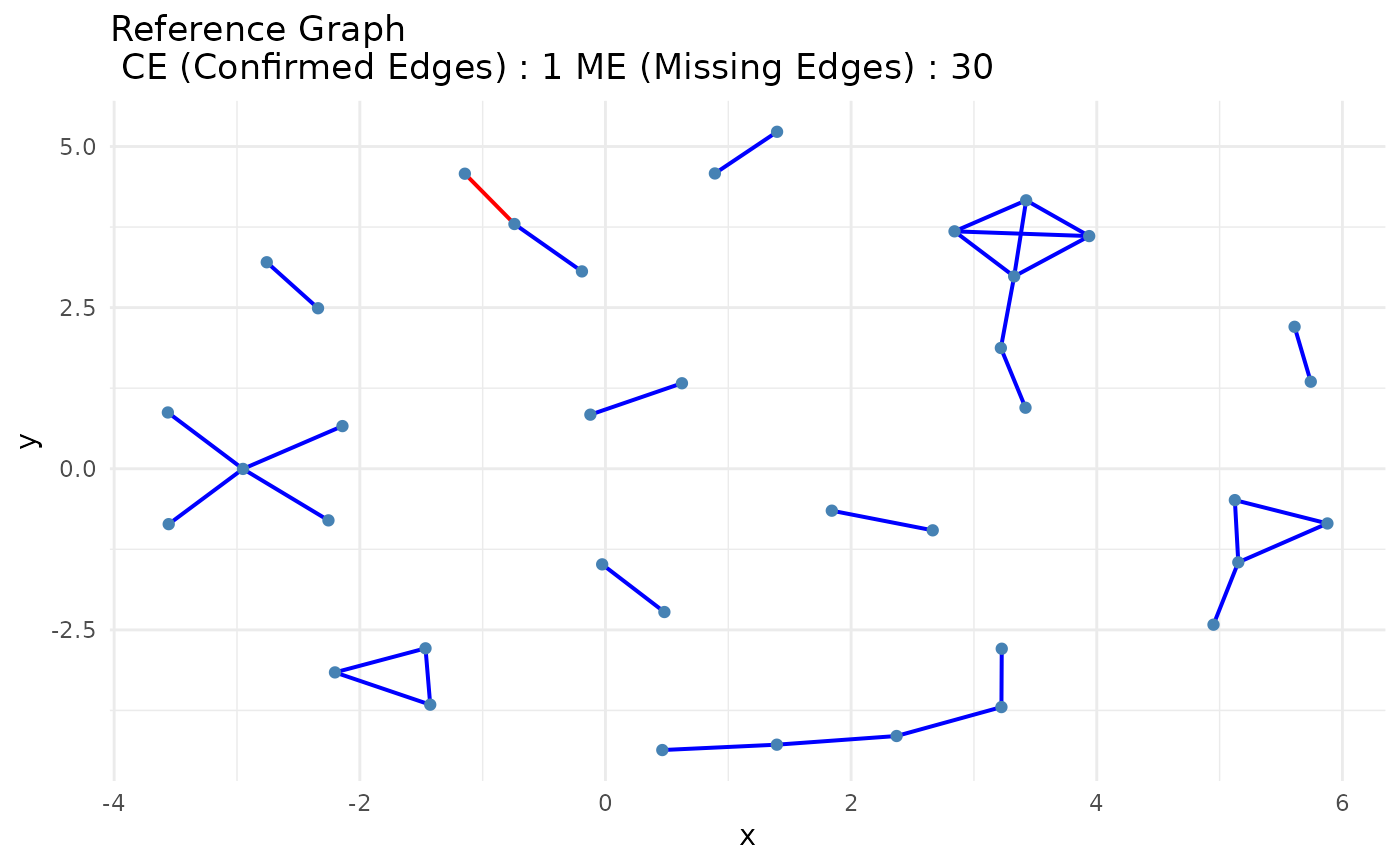 Reference Graph
CE (Confirmed Edges) : 1 ME (Missing Edges) : 30
5.0
2.5
0.0
-2.5
y
-4 -2 0 2 4 6
x